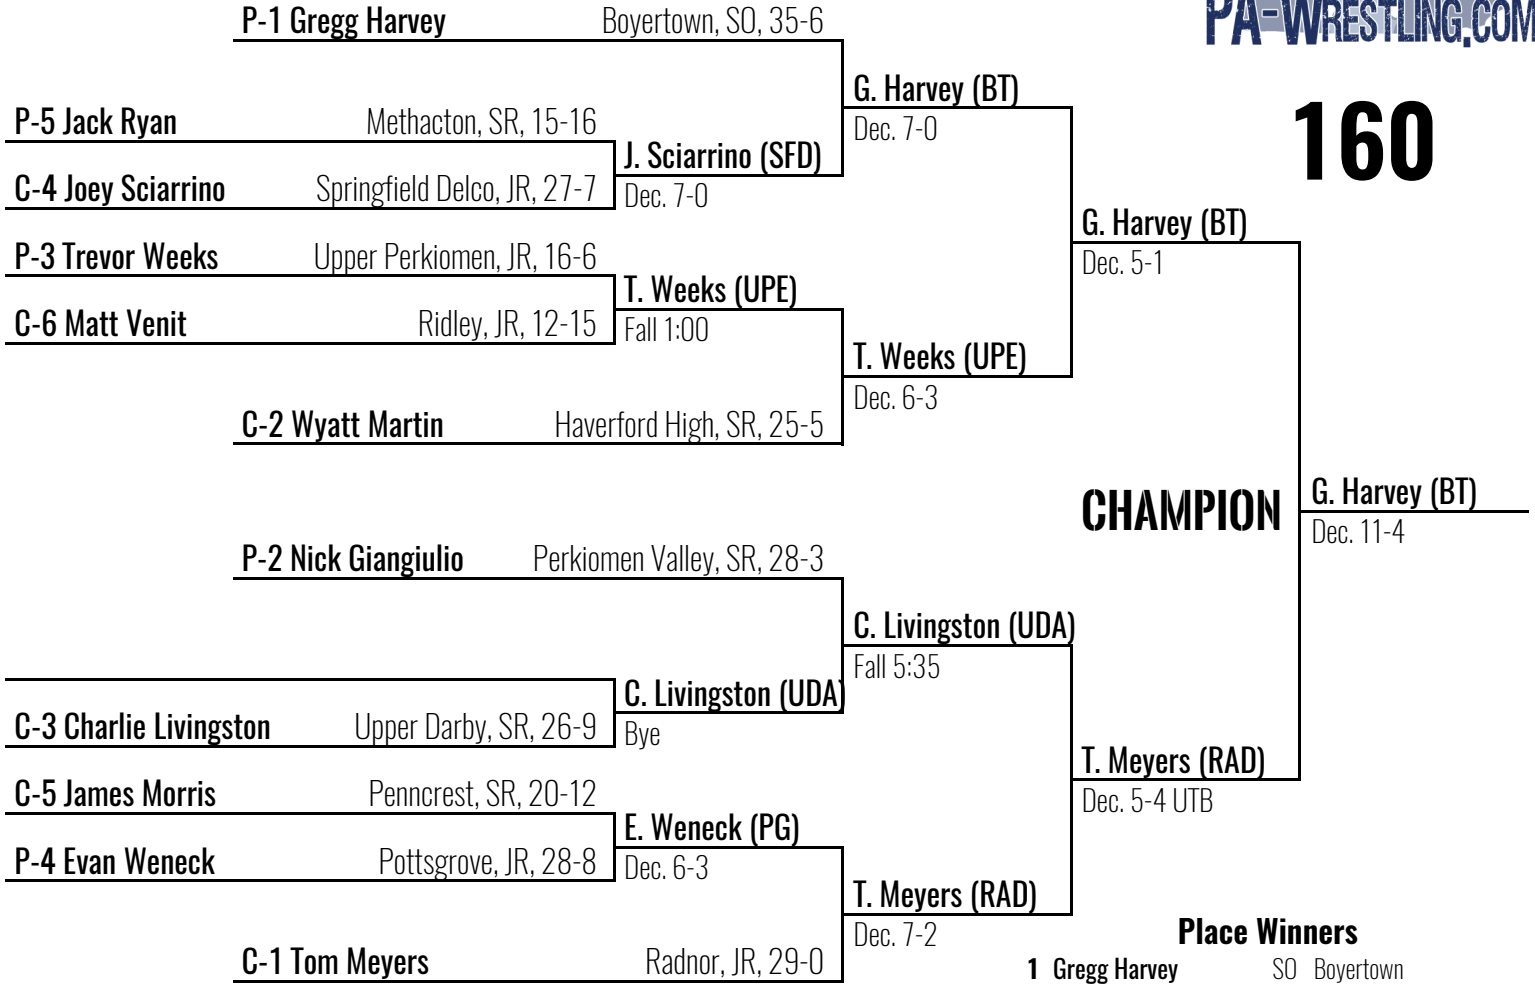 PA-WRESTLING.COM
160
P-1 Gregg Harvey Boyertown, SO, 35-6
G. Harvey (BT)
Dec. 7-0
P-5 Jack Ryan Methacton, SR, 15-16
J. Sciarrino (SFD)
Dec. 7-0
C-4 Joey Sciarrino Springfield Delco, JR, 27-7
G. Harvey (BT)
Dec. 5-1
P-3 Trevor Weeks Upper Perkiomen, JR, 16-6
T. Weeks (UPE)
Fall 1:00
C-6 Matt Venit Ridley, JR, 12-15
T. Weeks (UPE)
Dec. 6-3
C-2 Wyatt Martin Haverford High, SR, 25-5
CHAMPION
G. Harvey (BT)
Dec. 11-4
P-2 Nick Giangiulio Perkiomen Valley, SR, 28-3
C. Livingston (UDA)
Fall 5:35
C. Livingston (UDA)
Bye
C-3 Charlie Livingston Upper Darby, SR, 26-9
T. Meyers (RAD)
Dec. 5-4 UTB
C-5 James Morris Penncrest, SR, 20-12
E. Weneck (PG)
Dec. 6-3
P-4 Evan Weneck Pottsgrove, JR, 28-8
T. Meyers (RAD)
Dec. 7-2
C-1 Tom Meyers Radnor, JR, 29-0
Place Winners
1 Gregg Harvey SO Boyertown